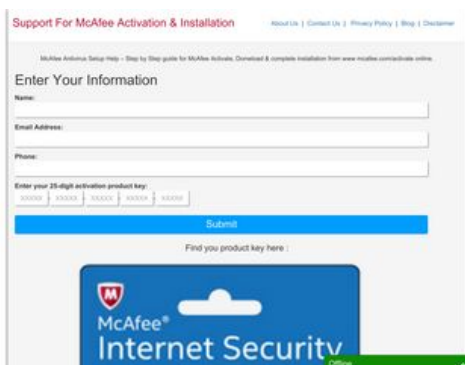 Support For McAfee Activation & Installation
About Us | Contact Us | Privacy Policy | Blog | Disclaimer
McAfee Antivirus Setup Help – Step by Step guide for McAfee Activate, Download & complete installation from www.mcafee.com/activate online.
Enter Your Information
Name:
Email Address:
Phone:
Enter your 25-digit activation product key:
XXXXX - XXXXX - XXXXX - XXXXX - XXXXX
Submit
Find you product key here :
McAfee®
Internet Security
Offline